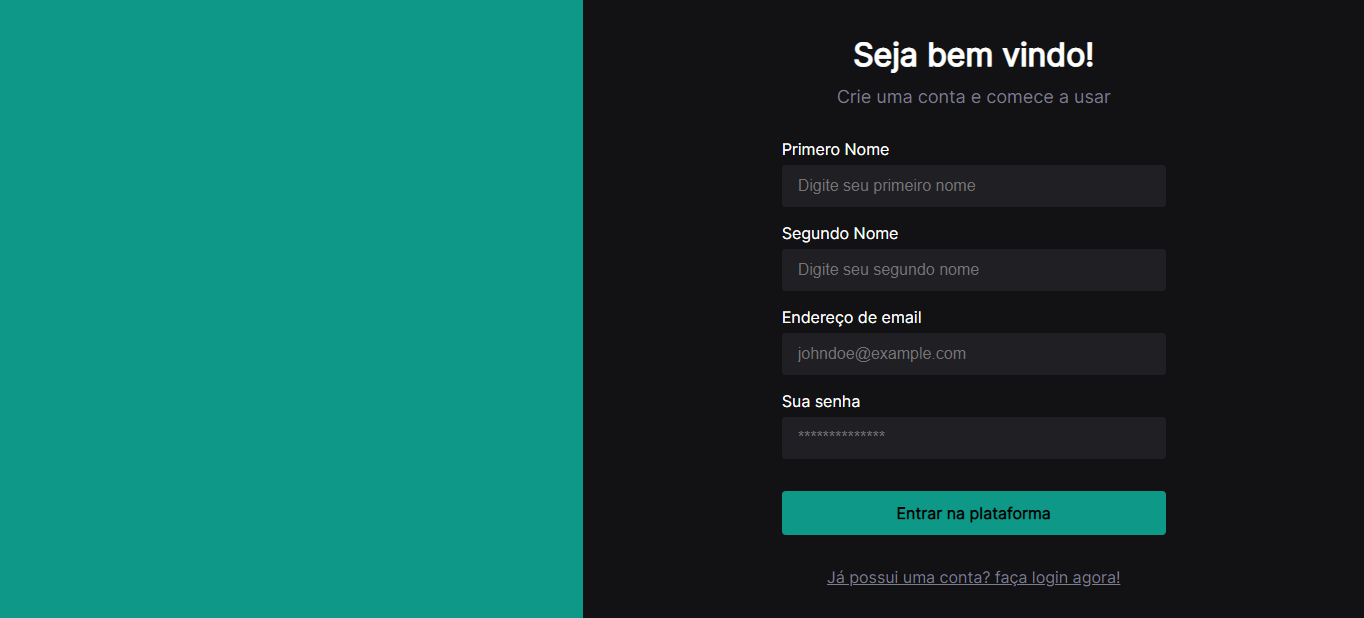 Seja bem vindo!
Crie uma conta e comece a usar
Primero Nome
Digite seu primeiro nome
Segundo Nome
Digite seu segundo nome
Endereço de email
johndoe@example.com
Sua senha
**************
Entrar na plataforma
Já possui uma conta? faça login agora!